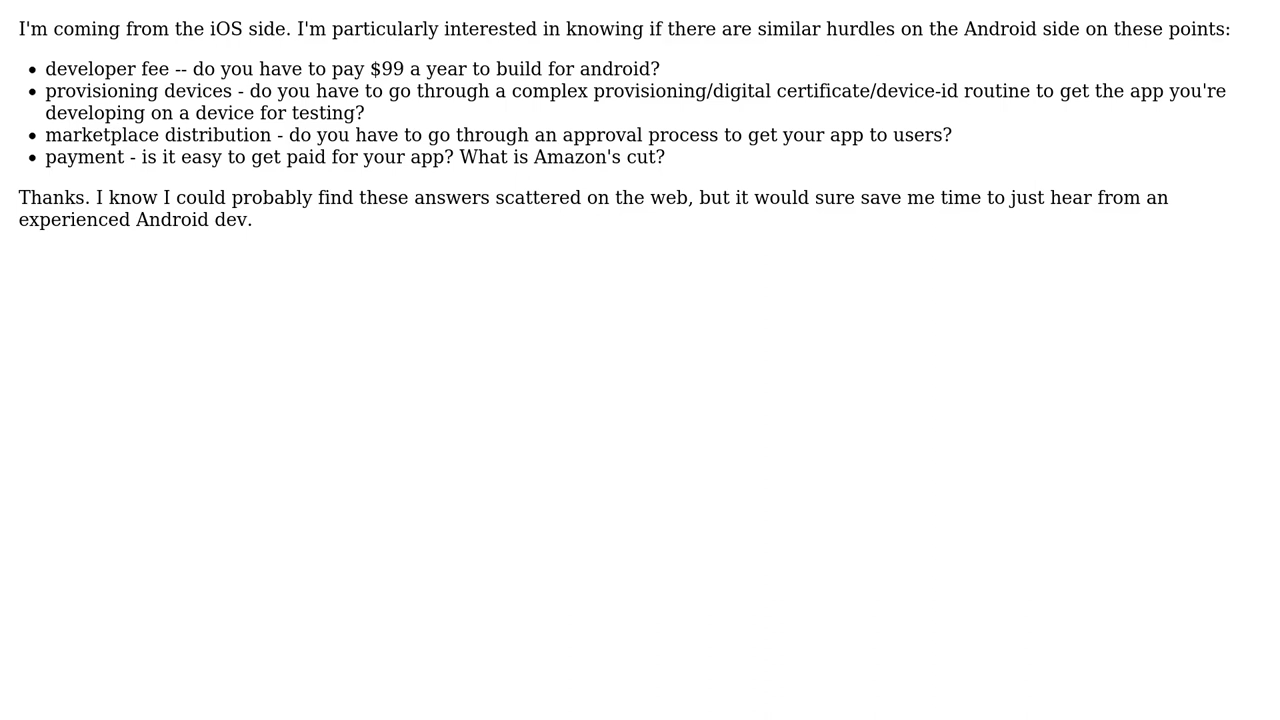 I'm coming from the iOS side. I'm particularly interested in knowing if there are similar hurdles on the Android side on these points:
• developer fee -- do you have to pay $99 a year to build for android?
• provisioning devices - do you have to go through a complex provisioning/digital certificate/device-id routine to get the app you're
developing on a device for testing?
• marketplace distribution - do you have to go through an approval process to get your app to users?
• payment - is it easy to get paid for your app? What is Amazon's cut?
Thanks. I know I could probably find these answers scattered on the web, but it would sure save me time to just hear from an
experienced Android dev.